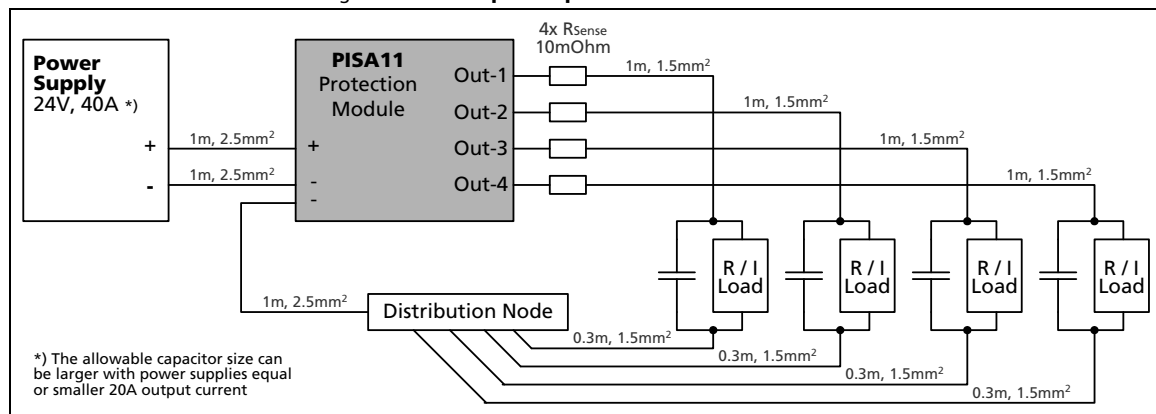 Power
Supply
24V, 40A *)
+
-
1m, 2.5mm²
1m, 2.5mm²
PISA11
Protection
Module
+
-
-
Out-1
Out-2
Out-3
Out-4
4x RSense
10mOhm
1m, 1.5mm²
1m, 1.5mm²
1m, 1.5mm²
1m, 1.5mm²
R / I
Load
R / I
Load
R / I
Load
R / I
Load
1m, 2.5mm²
Distribution Node
0.3m, 1.5mm²
0.3m, 1.5mm²
0.3m, 1.5mm²
0.3m, 1.5mm²
*) The allowable capacitor size can
be larger with power supplies equal
or smaller 20A output current